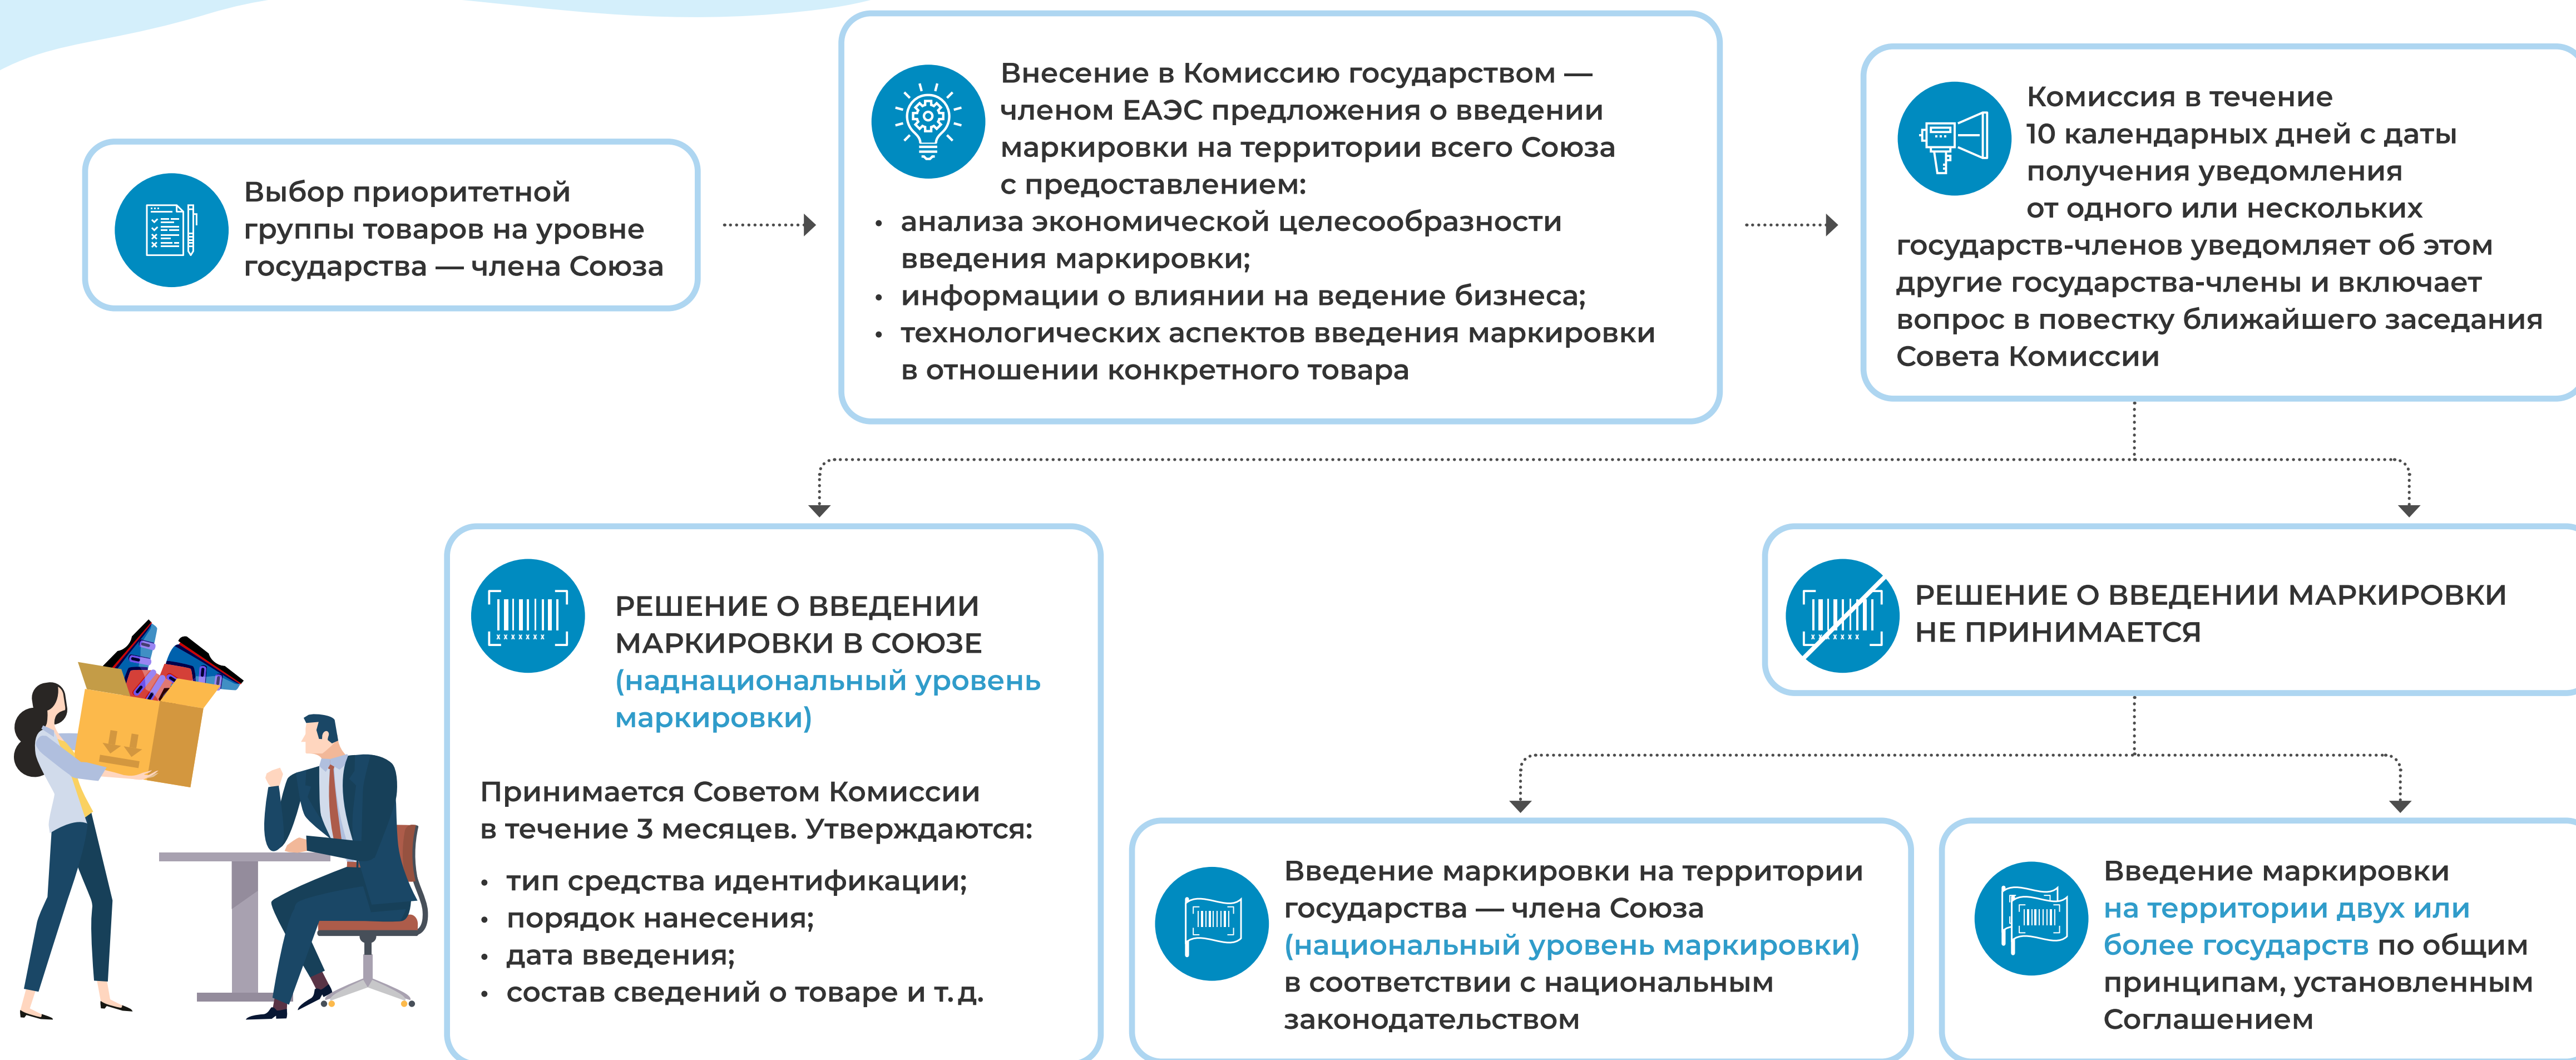 Выбор приоритетной
группы товаров на уровне
государства — члена Союза
Внесение в Комиссию государством —
членом ЕАЭС предложения о введении
маркировки на территории всего Союза
с предоставлением:
• анализа экономической целесообразности
введения маркировки;
• информации о влиянии на ведение бизнеса;
• технологических аспектов введения маркировки
в отношении конкретного товара
Комиссия в течение
10 календарных дней с даты
получения уведомления
от одного или нескольких
государств-членов уведомляет об этом
другие государства-члены и включает
вопрос в повестку ближайшего заседания
Совета Комиссии
РЕШЕНИЕ О ВВЕДЕНИИ
МАРКИРОВКИ В СОЮЗЕ
(наднациональный уровень
маркировки)
Принимается Советом Комиссии
в течение 3 месяцев. Утверждаются:
• тип средства идентификации;
• порядок нанесения;
• дата введения;
• состав сведений о товаре и т. д.
РЕШЕНИЕ О ВВЕДЕНИИ МАРКИРОВКИ
НЕ ПРИНИМАЕТСЯ
Введение маркировки на территории
государства — члена Союза
(национальный уровень маркировки)
в соответствии с национальным
законодательством
Введение маркировки
на территории двух или
более государств по общим
принципам, установленным
Соглашением